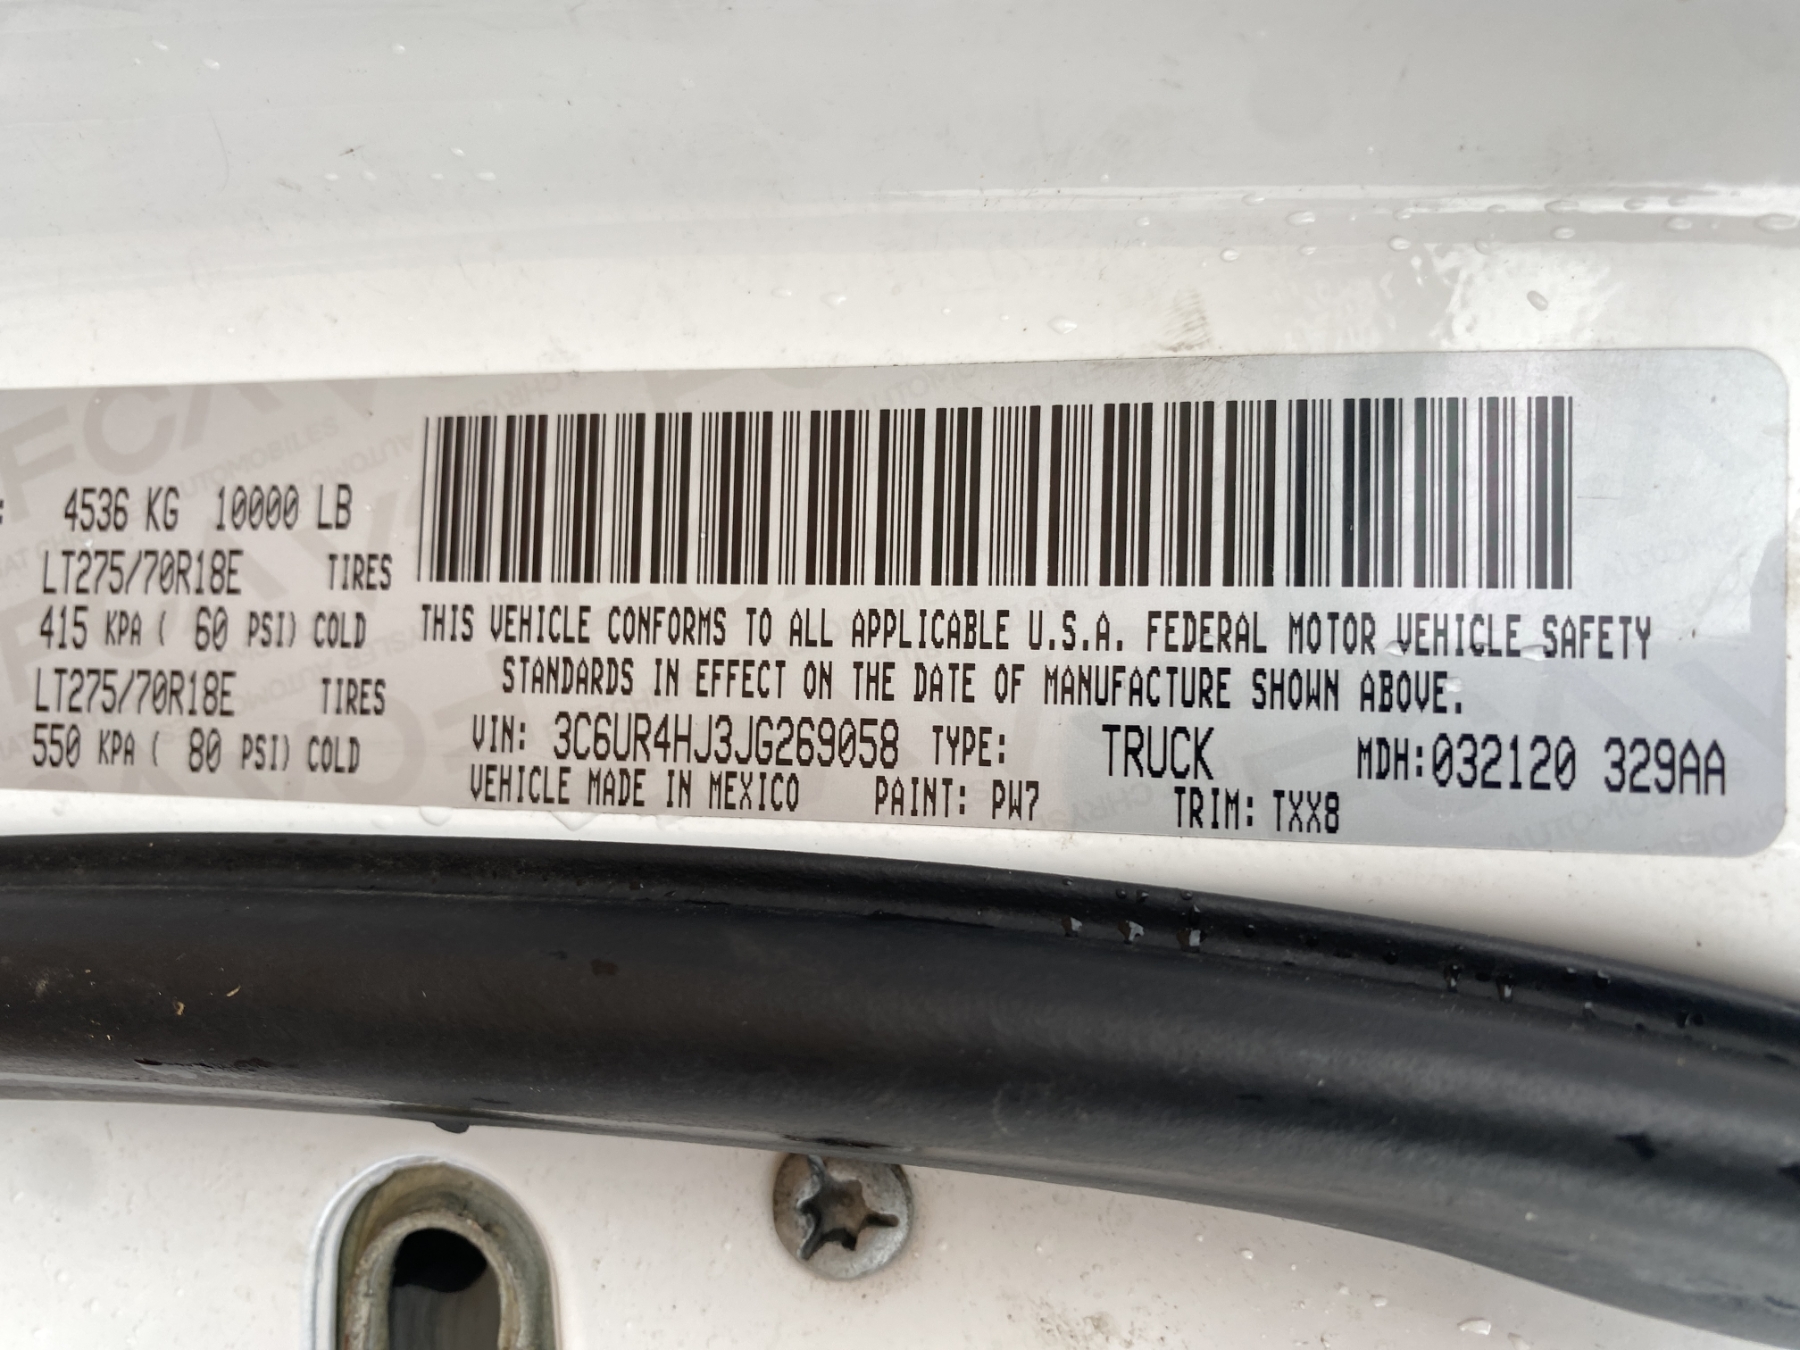 : 4536 KG 10000 LB
LT275/70R18E TIRES
415 KPA ( 60 PSI) COLD
LT275/70R18E TIRES
550 KPA ( 80 PSI) COLD
THIS VEHICLE CONFORMS TO ALL APPLICABLE U.S.A. FEDERAL MOTOR VEHICLE SAFETY
STANDARDS IN EFFECT ON THE DATE OF MANUFACTURE SHOWN ABOVE.
VIN: 3C6UR4HJ3JG269058 TYPE: TRUCK MDH:032120 329AA
VEHICLE MADE IN MEXICO PAINT: PW7 TRIM: TXX8